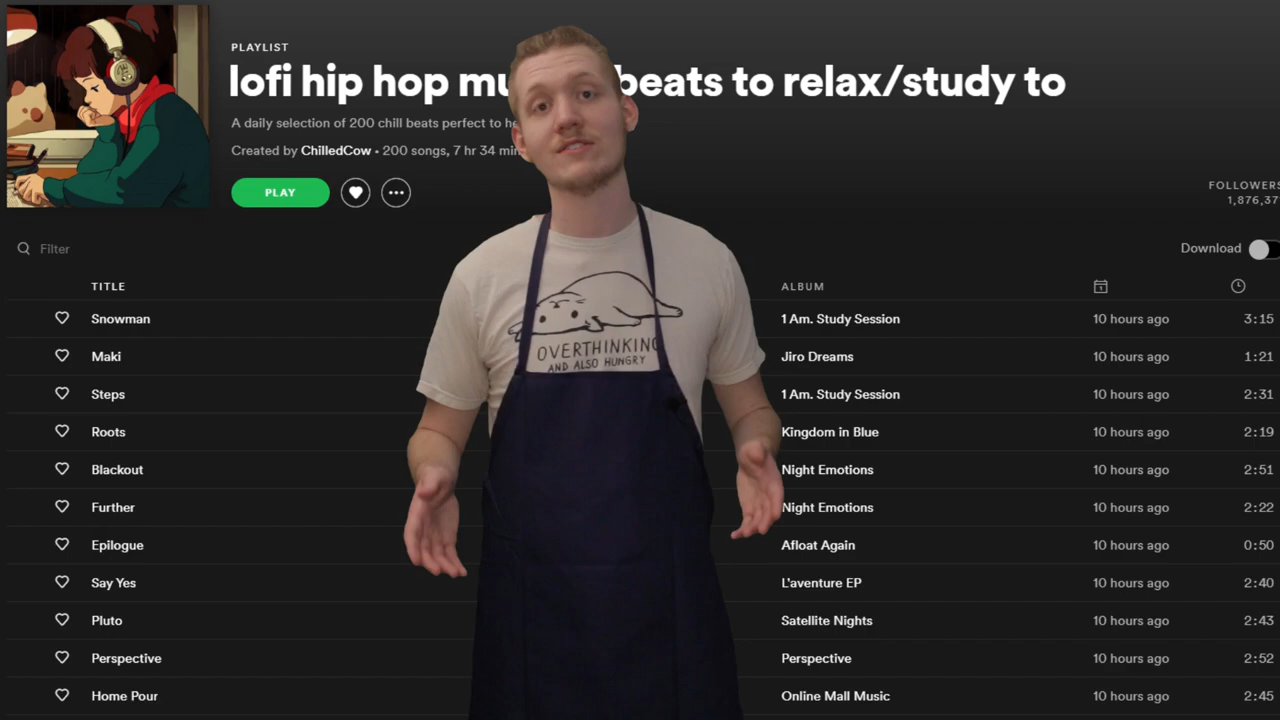 PLAYLIST
lofi hip hop mu beats to relax/study to
A daily selection of 200 chill beats perfect to he
Created by ChilledCow • 200 songs, 7 hr 34 min
PLAY
FOLLOWERS
1,876,37
Filter
Download
TITLE ALBUM
Snowman 1 Am. Study Session 10 hours ago 3:15
Maki Jiro Dreams 10 hours ago 1:21
Steps 1 Am. Study Session 10 hours ago 2:31
Roots Kingdom in Blue 10 hours ago 2:19
Blackout Night Emotions 10 hours ago 2:51
Further Night Emotions 10 hours ago 2:22
Epilogue Afloat Again 10 hours ago 0:50
Say Yes L'aventure EP 10 hours ago 2:40
Pluto Satellite Nights 10 hours ago 2:43
Perspective Perspective 10 hours ago 2:52
Home Pour Online Mall Music 10 hours ago 2:45
OVERTHINKING
AND ALSO HUNGRY